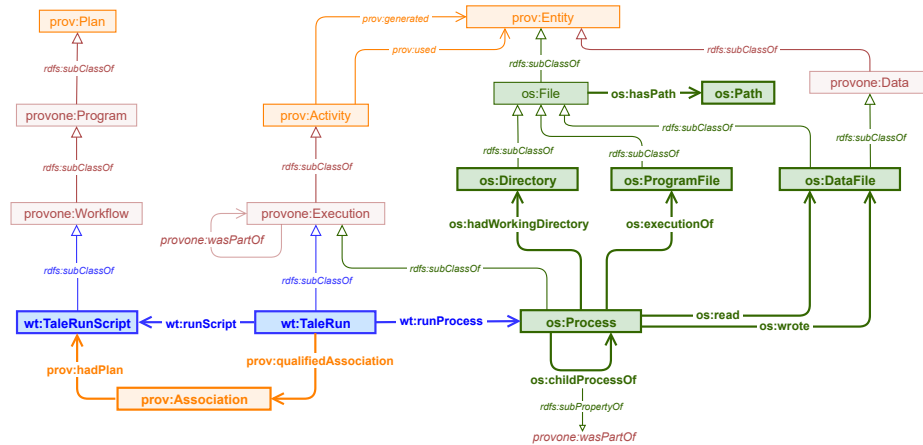 prov:Plan
prov:generated
prov:Entity
prov:used
rdfs:subClassOf
rdfs:subClassOf
rdfs:subClassOf
provone:Data
os:File
os:hasPath
os:Path
provone:Program
prov:Activity
rdfs:subClassOf
rdfs:subClassOf
rdfs:subClassOf
rdfs:subClassOf
rdfs:subClassOf
rdfs:subClassOf
os:Directory
os:ProgramFile
os:DataFile
provone:Workflow
provone:Execution
os:hadWorkingDirectory
os:executionOf
provone:wasPartOf
rdfs:subClassOf
rdfs:subClassOf
rdfs:subClassOf
wt:TaleRunScript
wt:runScript
wt:TaleRun
wt:runProcess
os:Process
os:read
os:wrote
prov:hadPlan
prov:qualifiedAssociation
os:childProcessOf
prov:Association
rdfs:subPropertyOf
provone:wasPartOf